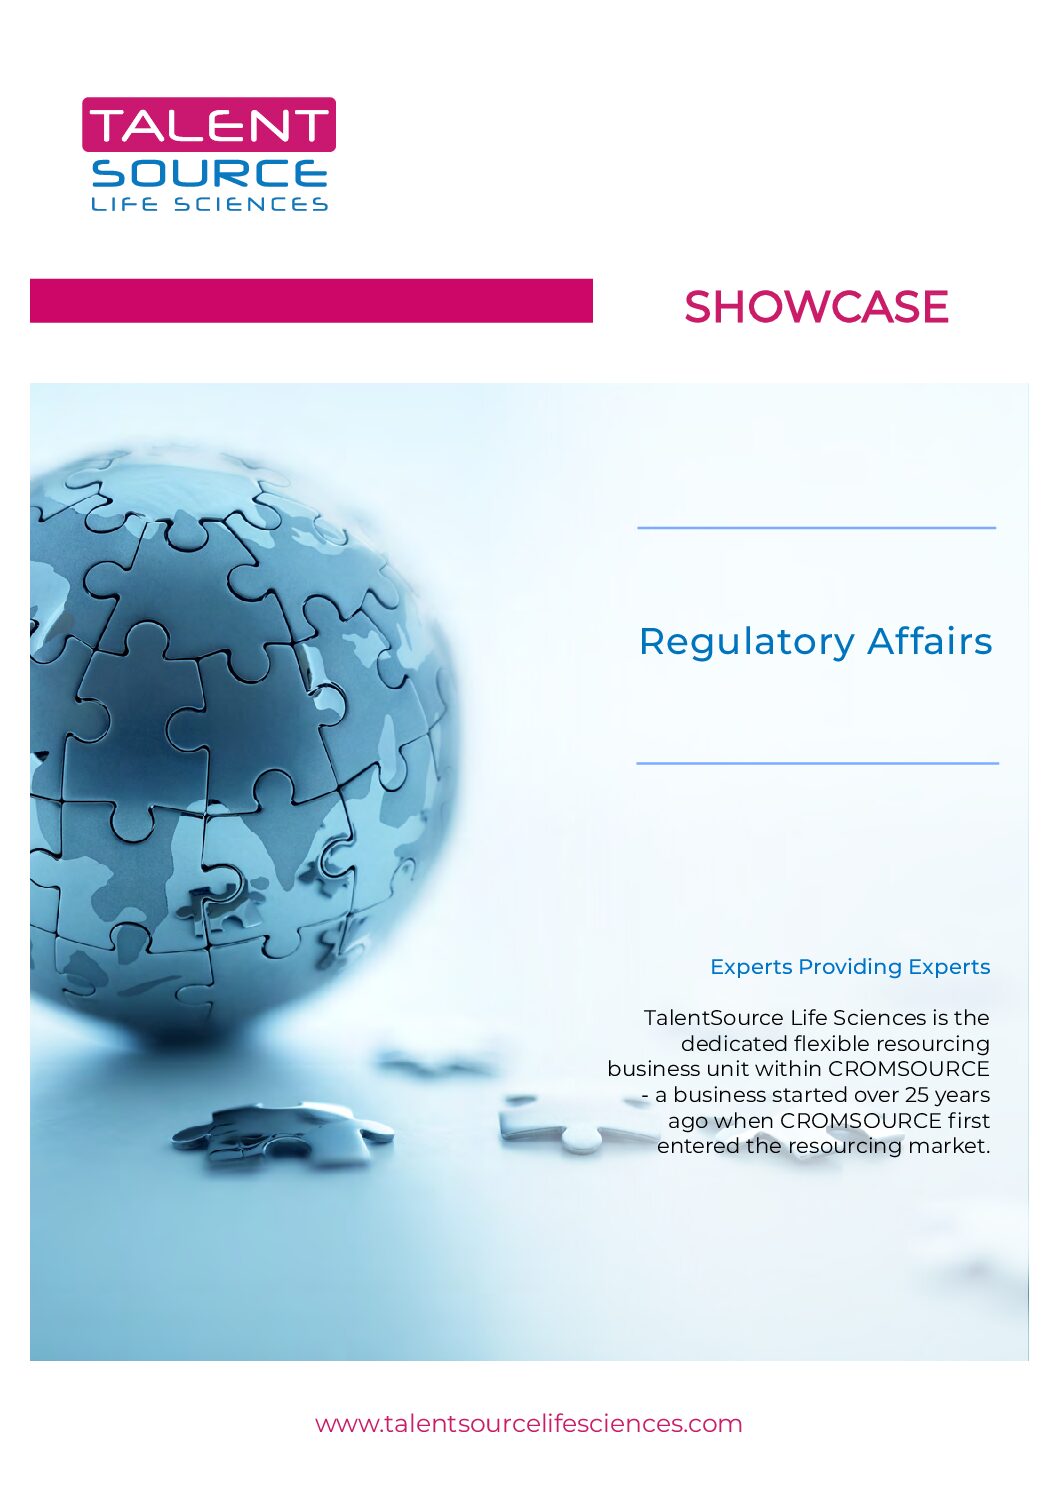 TALENT
SOURCE
LIFE SCIENCES
SHOWCASE
Regulatory Affairs
Experts Providing Experts
TalentSource Life Sciences is the
dedicated flexible resourcing
business unit within CROMSOURCE
- a business started over 25 years
ago when CROMSOURCE first
entered the resourcing market.
www.talentsourcelifesciences.com